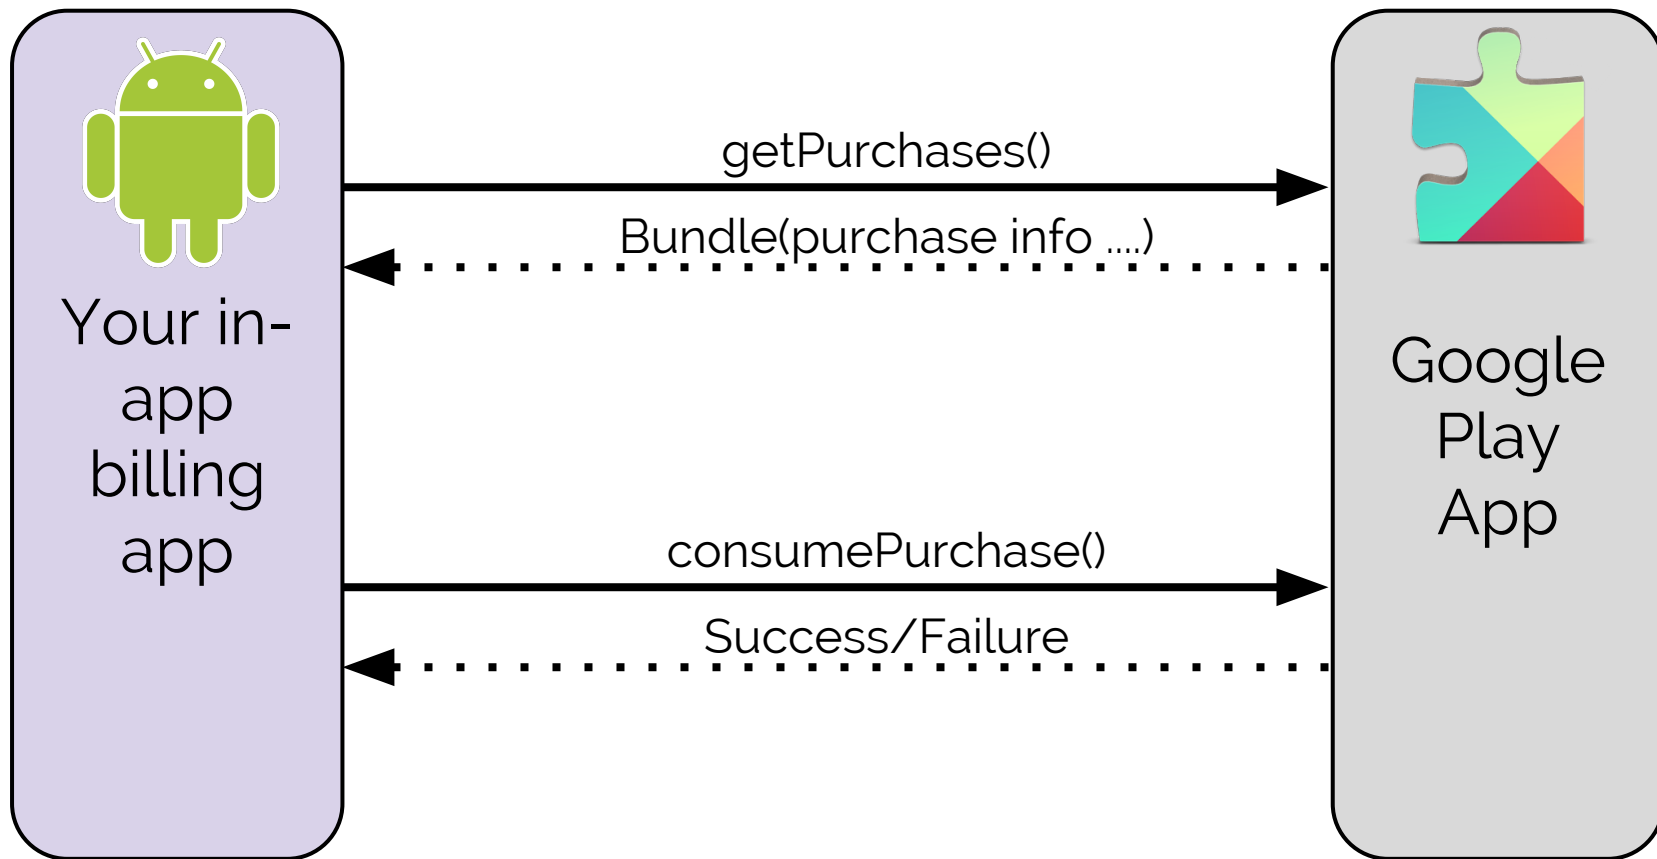 getPurchases()
Bundle(purchase info ....)
Your in-
app
billing
app
Google
Play
App
consumePurchase()
Success/Failure